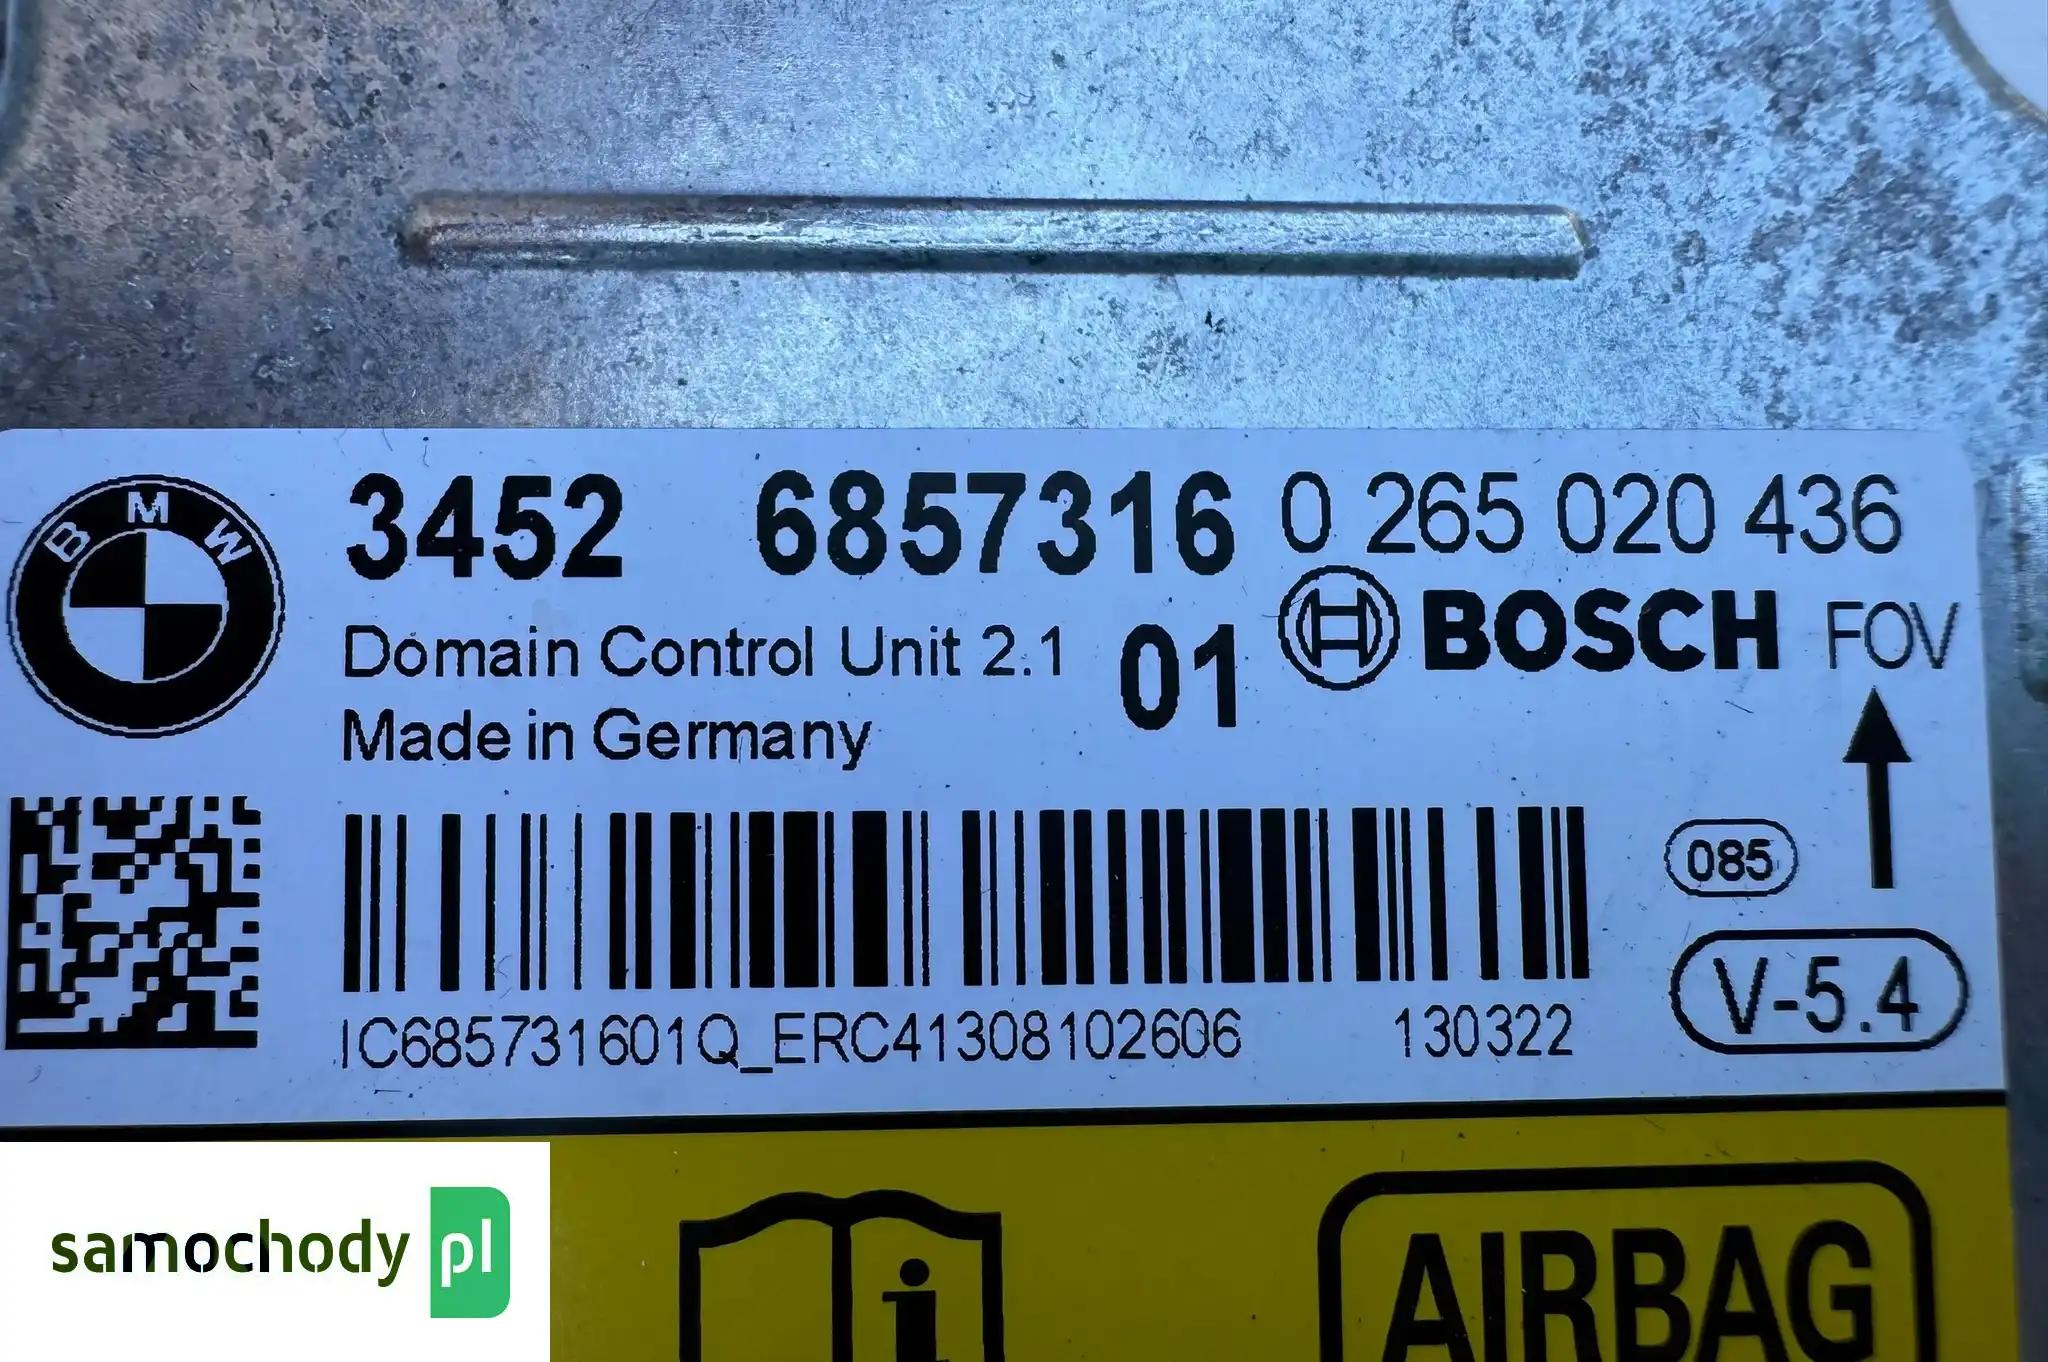 BMW
3452 6857316 0 265 020 436
Domain Control Unit 2.1 01 BOSCH FOV
Made in Germany
085
V-5.4
IC685731601Q_ERC41308102606 130322
samochody pl
i
AIRBAG